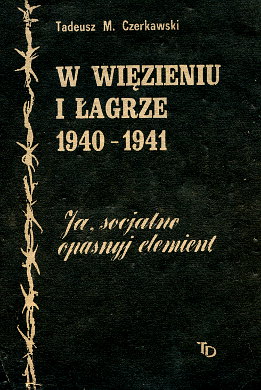 Tadeusz M. Czerkawski
W WIĘZIENIU
I ŁAGRZE
1940-1941
Ja, socjalno
opasnyj element
TD